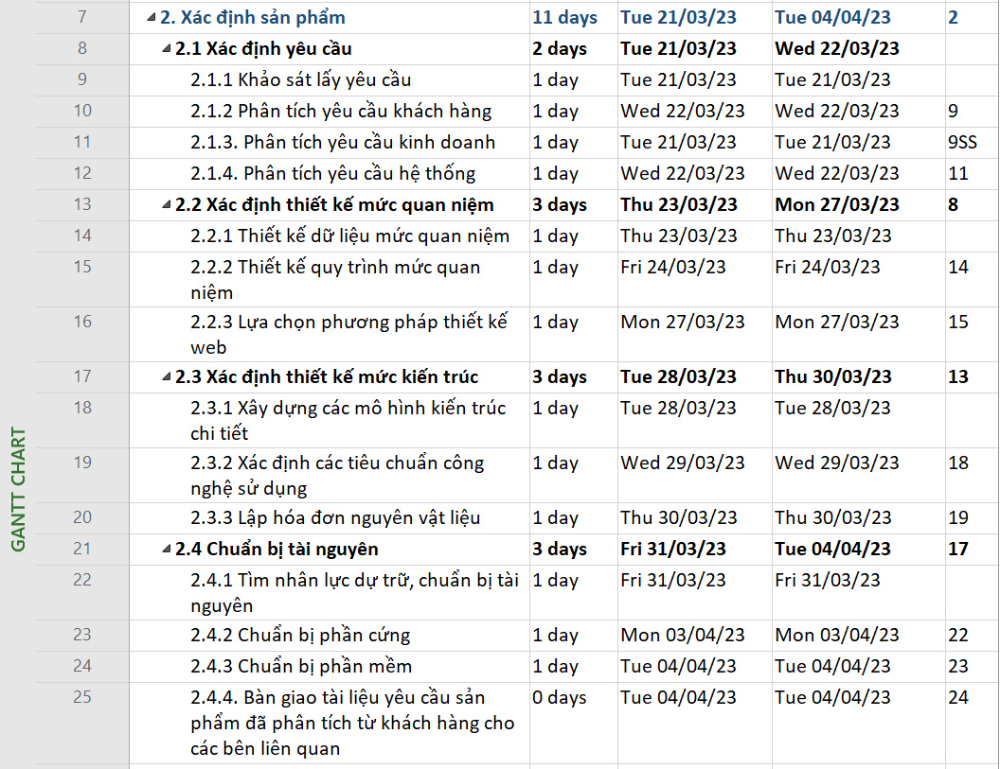 7 2. Xác định sản phẩm 11 days Tue 21/03/23 Tue 04/04/23 2
8 2.1 Xác định yêu cầu 2 days Tue 21/03/23 Wed 22/03/23
9 2.1.1 Khảo sát lấy yêu cầu 1 day Tue 21/03/23 Tue 21/03/23
10 2.1.2 Phân tích yêu cầu khách hàng 1 day Wed 22/03/23 Wed 22/03/23 9
11 2.1.3. Phân tích yêu cầu kinh doanh 1 day Tue 21/03/23 Tue 21/03/23 9SS
12 2.1.4. Phân tích yêu cầu hệ thống 1 day Wed 22/03/23 Wed 22/03/23 11
13 2.2 Xác định thiết kế mức quan niệm 3 days Thu 23/03/23 Mon 27/03/23 8
14 2.2.1 Thiết kế dữ liệu mức quan niệm 1 day Thu 23/03/23 Thu 23/03/23
15 2.2.2 Thiết kế quy trình mức quan 1 day Fri 24/03/23 Fri 24/03/23 14
niệm
16 2.2.3 Lựa chọn phương pháp thiết kế 1 day Mon 27/03/23 Mon 27/03/23 15
web
17 2.3 Xác định thiết kế mức kiến trúc 3 days Tue 28/03/23 Thu 30/03/23 13
18 2.3.1 Xây dựng các mô hình kiến trúc 1 day Tue 28/03/23 Tue 28/03/23
chi tiết
19 2.3.2 Xác định các tiêu chuẩn công 1 day Wed 29/03/23 Wed 29/03/23 18
nghệ sử dụng
20 2.3.3 Lập hóa đơn nguyên vật liệu 1 day Thu 30/03/23 Thu 30/03/23 19
21 2.4 Chuẩn bị tài nguyên 3 days Fri 31/03/23 Tue 04/04/23 17
22 2.4.1 Tìm nhân lực dự trữ, chuẩn bị tài 1 day Fri 31/03/23 Fri 31/03/23
nguyên
23 2.4.2 Chuẩn bị phần cứng 1 day Mon 03/04/23 Mon 03/04/23 22
24 2.4.3 Chuẩn bị phần mềm 1 day Tue 04/04/23 Tue 04/04/23 23
25 2.4.4. Bàn giao tài liệu yêu cầu sản 0 days Tue 04/04/23 Tue 04/04/23 24
phẩm đã phân tích từ khách hàng cho
các bên liên quan
GANTT CHART